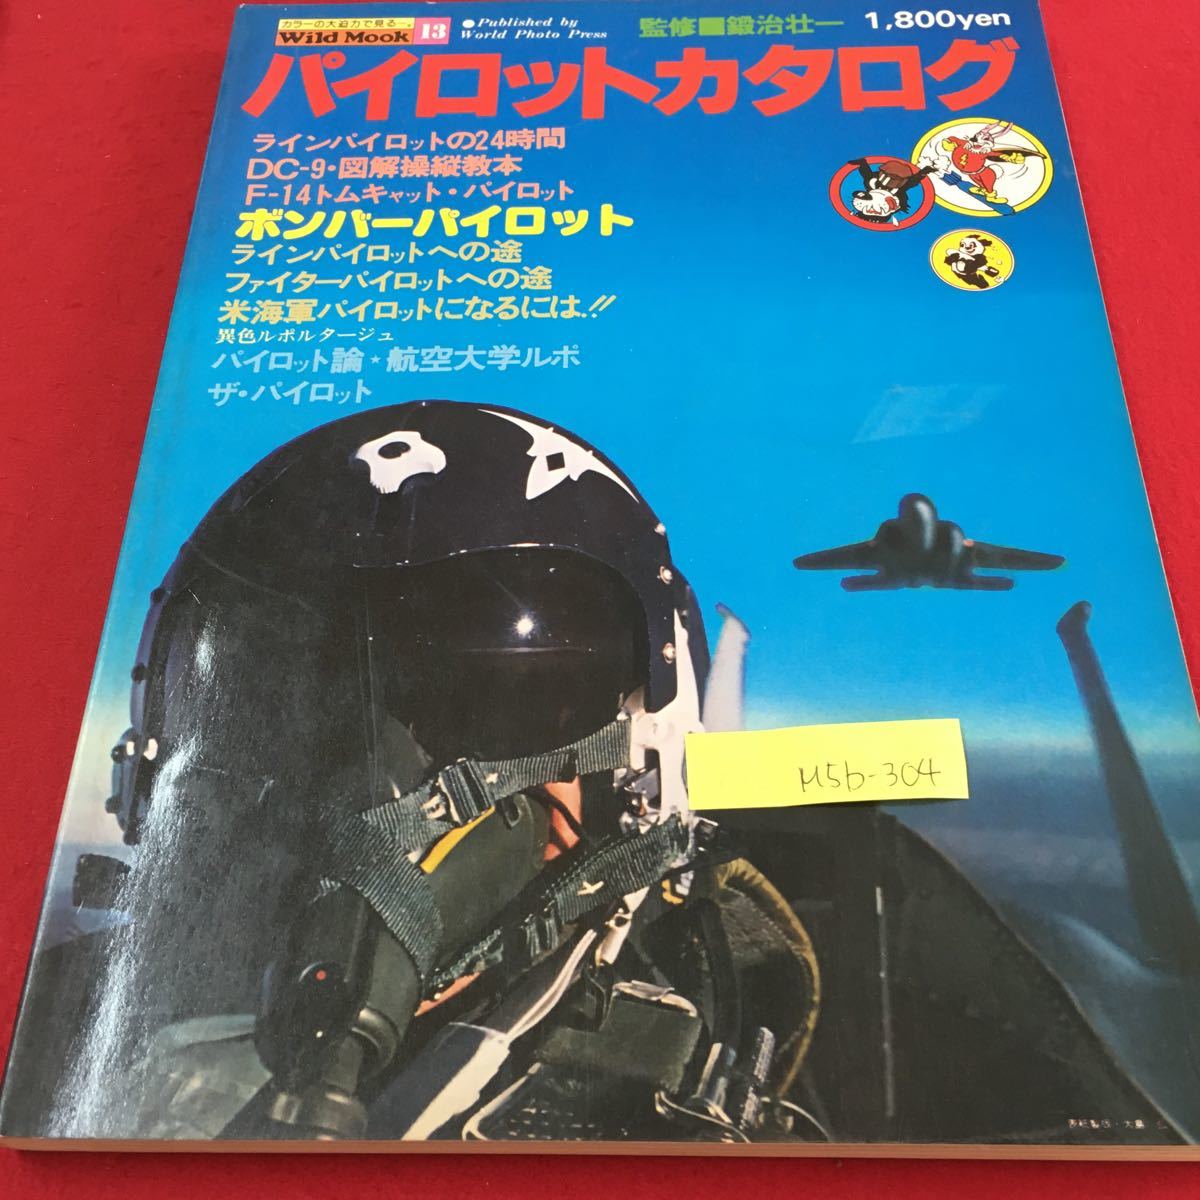 カラーの大迫力で見る—。
Wild Mook 13
●Published by
World Photo Press
監修■鍛治壮一
1,800yen
パイロットカタログ
ラインパイロットの24時間
DC-9・図解操縦教本
F-14トムキャット・パイロット
ボンバーパイロット
ラインパイロットへの途
ファイターパイロットへの途
米海軍パイロットになるには!!
異色ルポルタージュ
パイロット論★航空大学ルポ
ザ・パイロット
M5b-304